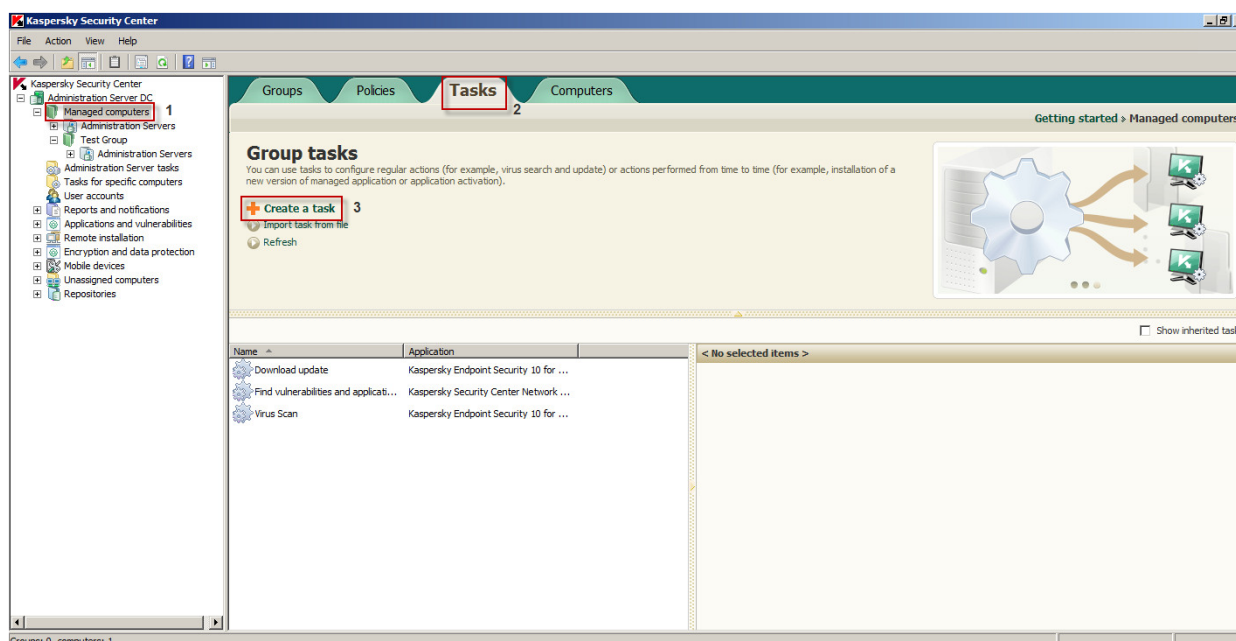 Kaspersky Security Center
File Action View Help
Kaspersky Security Center
Administration Server DC
Managed computers 1
Administration Servers
Test Group
Administration Servers
Administration Server tasks
Tasks for specific computers
User accounts
Reports and notifications
Applications and vulnerabilities
Remote installation
Encryption and data protection
Mobile devices
Unassigned computers
Repositories
Groups Policies Tasks Computers
2
Getting started » Managed computers
Group tasks
You can use tasks to configure regular actions (for example, virus search and update) or actions performed from time to time (for example, installation of a
new version of managed application or application activation).
Create a task 3
Import task from file
Refresh
Show inherited task
Name Application
< No selected items >
Download update Kaspersky Endpoint Security 10 for ...
Find vulnerabilities and applicati... Kaspersky Security Center Network ...
Virus Scan Kaspersky Endpoint Security 10 for ...
Groups: 0, computers: 1